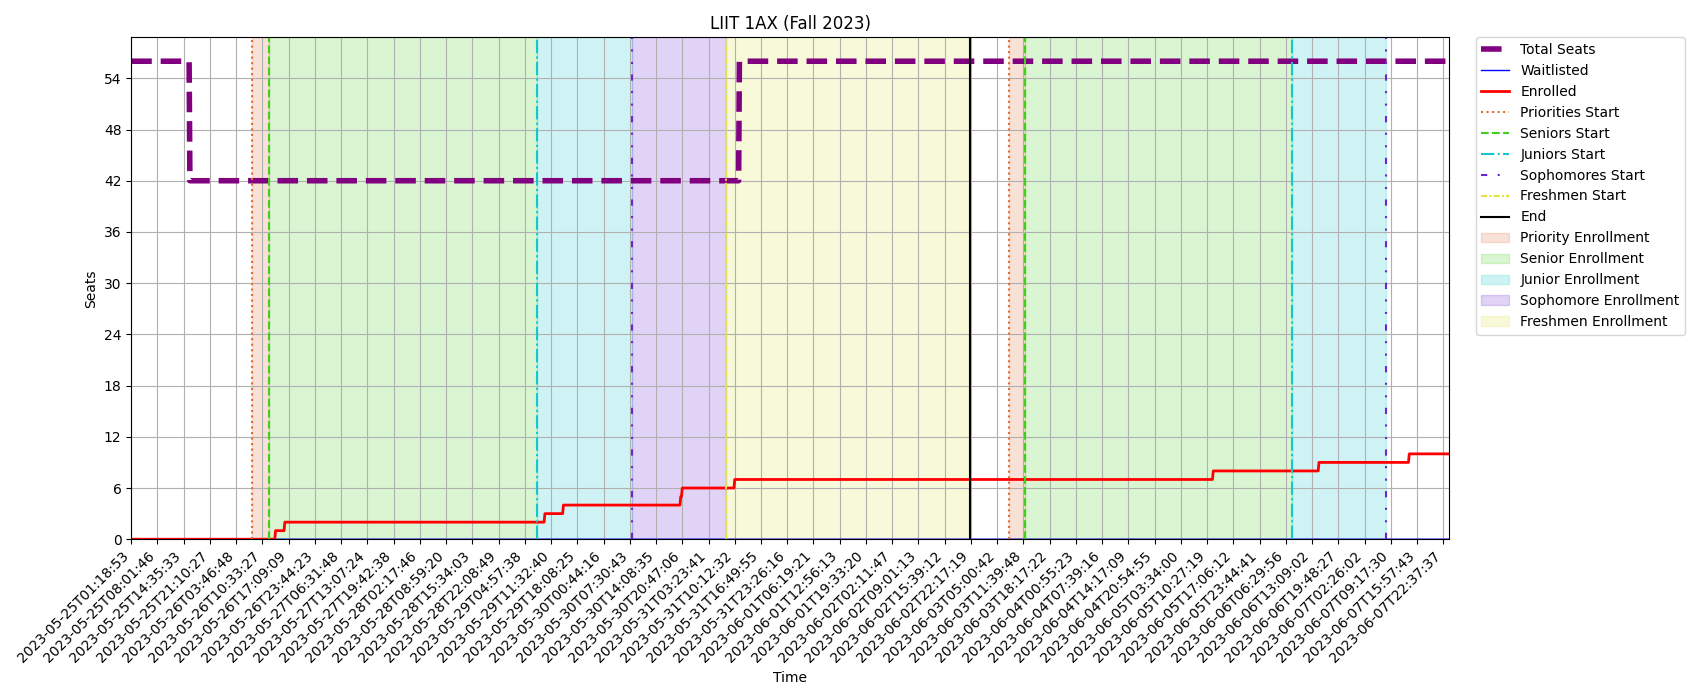 LIIT 1AX (Fall 2023)
54
48
42
36
30
24
18
12
6
0
Seats
2023-05-25T01:18:53
2023-05-25T08:01:46
2023-05-25T14:35:33
2023-05-25T21:10:27
2023-05-26T03:46:48
2023-05-26T10:33:27
2023-05-26T17:09:09
2023-05-26T23:44:23
2023-05-27T06:31:48
2023-05-27T13:07:24
2023-05-27T19:42:38
2023-05-28T02:17:46
2023-05-28T08:59:20
2023-05-28T15:34:03
2023-05-28T22:08:49
2023-05-29T04:57:38
2023-05-29T11:32:40
2023-05-29T18:08:25
2023-05-30T00:44:16
2023-05-30T07:30:43
2023-05-30T14:08:35
2023-05-30T20:47:06
2023-05-31T03:23:41
2023-05-31T10:12:32
2023-05-31T16:49:55
2023-05-31T23:26:16
2023-06-01T06:19:21
2023-06-01T12:56:13
2023-06-01T19:33:20
2023-06-02T02:11:47
2023-06-02T09:01:13
2023-06-02T15:39:12
2023-06-02T22:17:19
2023-06-03T05:00:42
2023-06-03T11:39:48
2023-06-03T18:17:22
2023-06-04T00:55:23
2023-06-04T07:39:16
2023-06-04T14:17:09
2023-06-04T20:54:55
2023-06-05T03:34:00
2023-06-05T10:27:19
2023-06-05T17:06:12
2023-06-05T23:44:41
2023-06-06T06:29:56
2023-06-06T13:09:02
2023-06-06T19:48:27
2023-06-07T02:26:02
2023-06-07T09:17:30
2023-06-07T15:57:43
2023-06-07T22:37:37
Time
Total Seats
Waitlisted
Enrolled
Priorities Start
Seniors Start
Juniors Start
Sophomores Start
Freshmen Start
End
Priority Enrollment
Senior Enrollment
Junior Enrollment
Sophomore Enrollment
Freshmen Enrollment